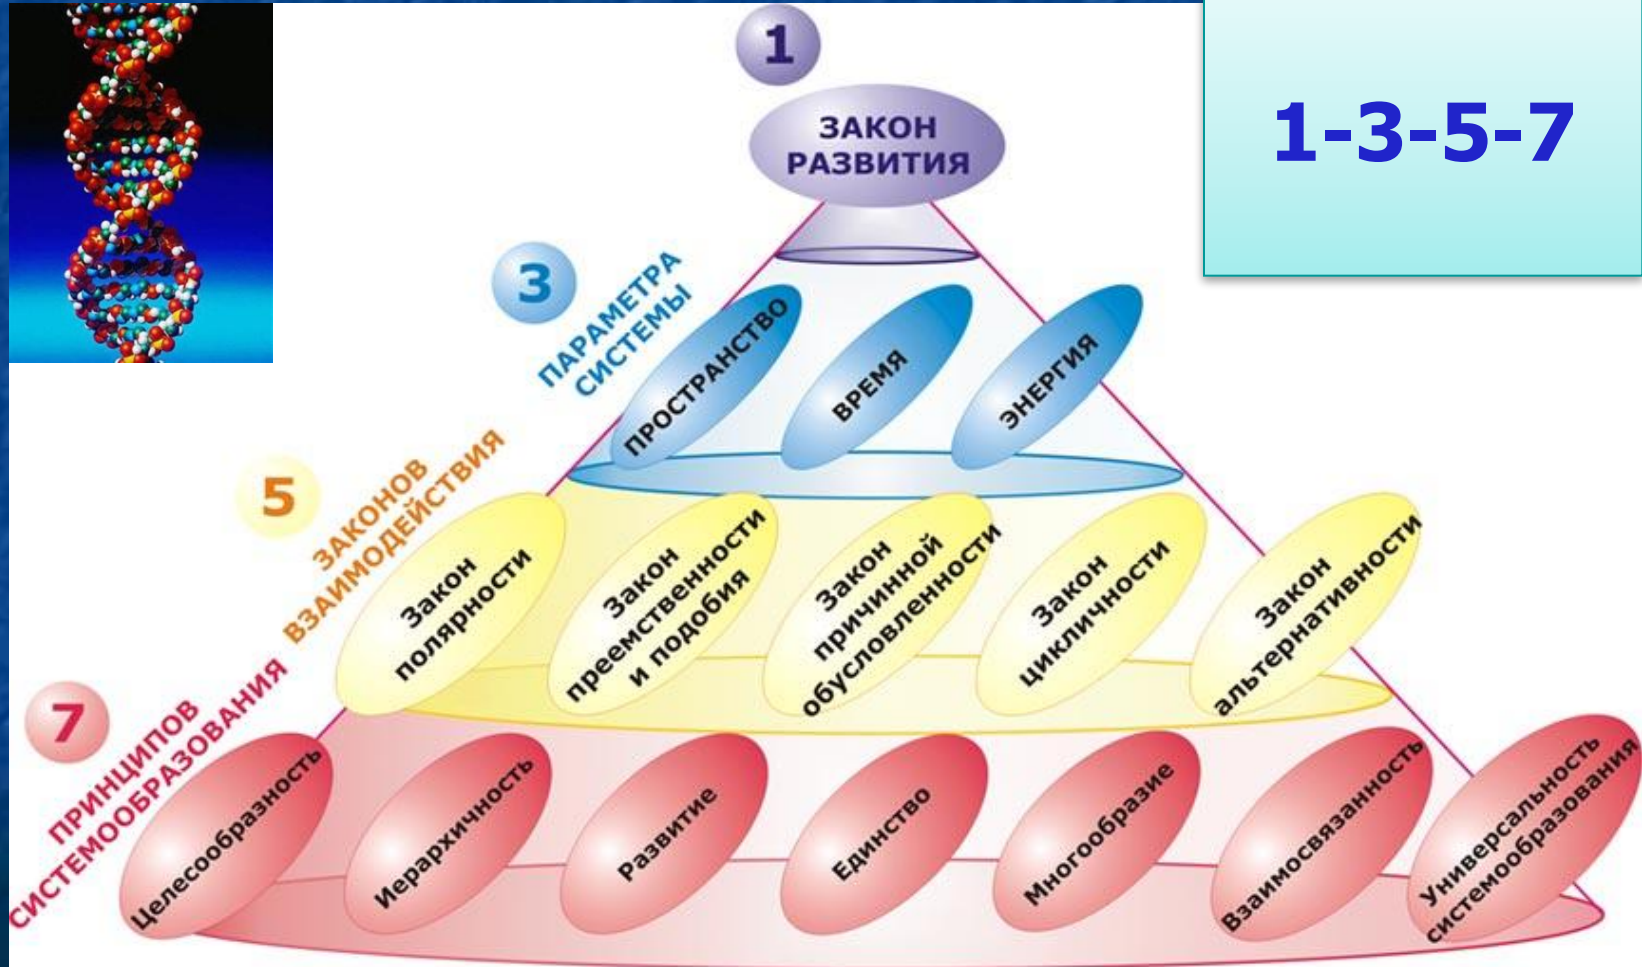 1
ЗАКОН
РАЗВИТИЯ
1-3-5-7
3
ПАРАМЕТРА
СИСТЕМЫ
ПРОСТРАНСТВО
ВРЕМЯ
ЭНЕРГИЯ
5
ЗАКОНОВ
ВЗАИМОДЕЙСТВИЯ
Закон
полярности
Закон
преемственности
и подобия
Закон
причинной
обусловленности
Закон
цикличности
Закон
альтернативности
7
ПРИНЦИПОВ
СИСТЕМООБРАЗОВАНИЯ
Целесообразность
Иерархичность
Развитие
Единство
Многообразие
Взаимосвязанность
Универсальность
системообразования